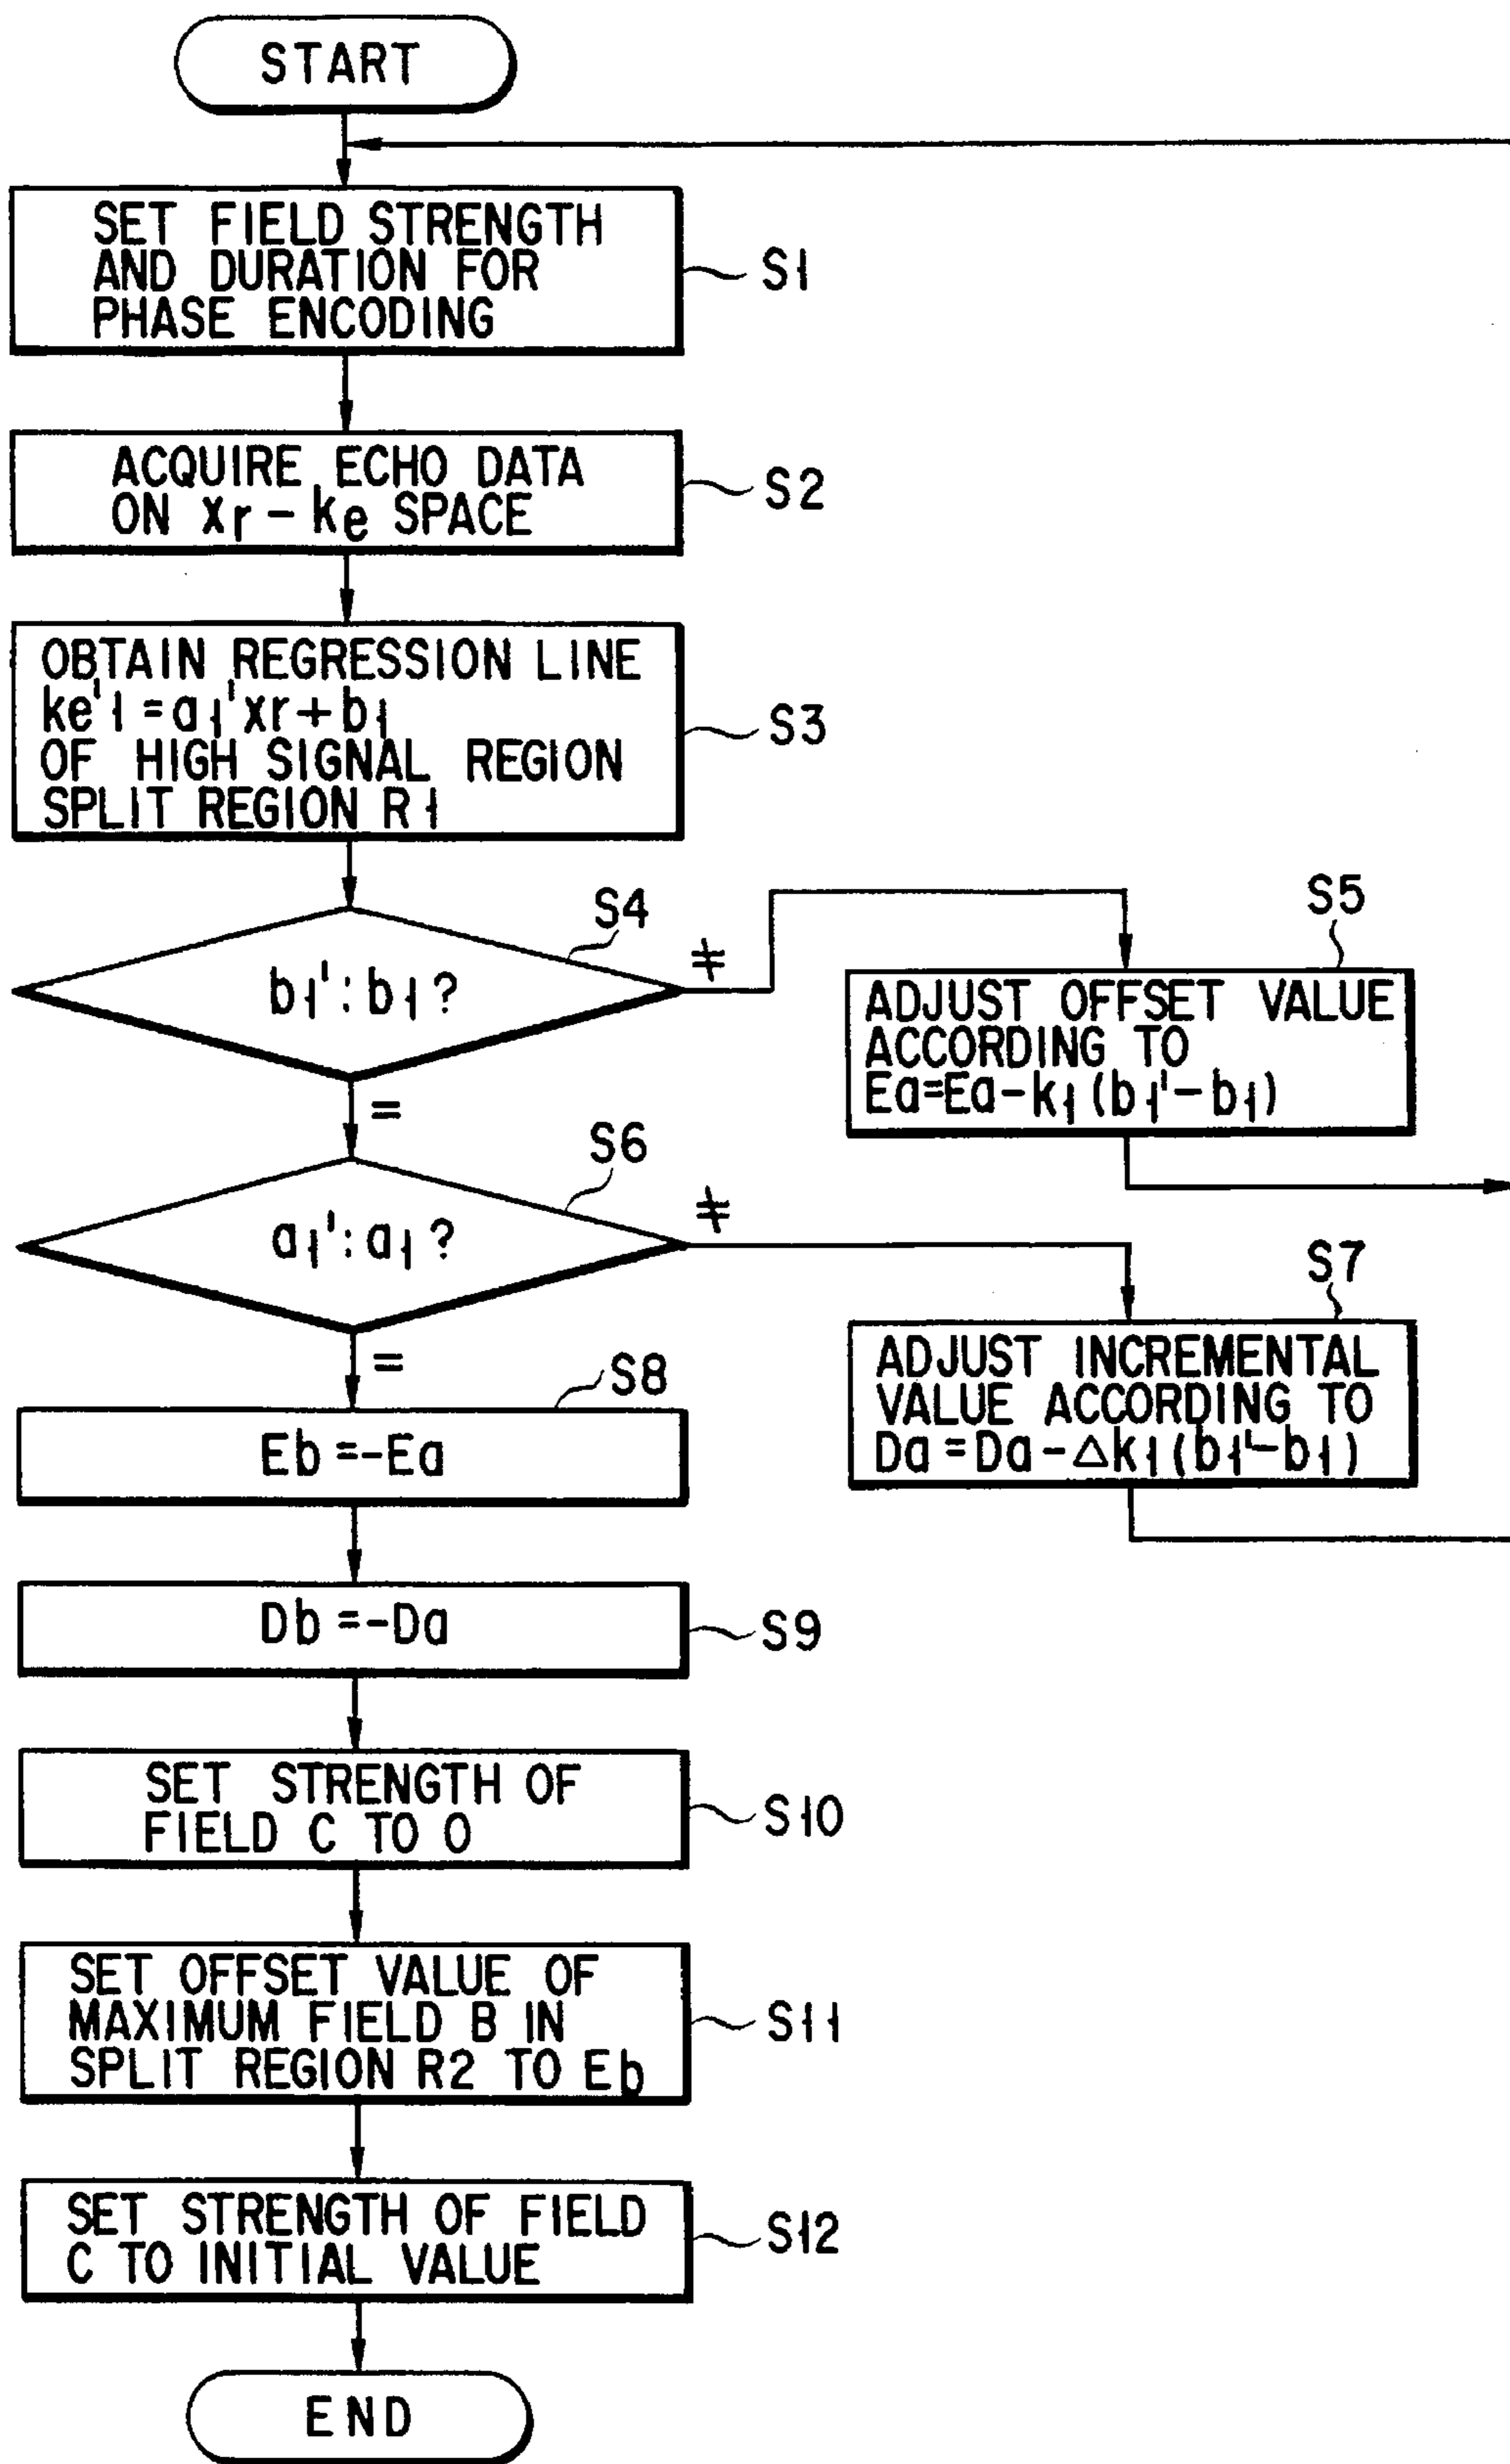 START
SET FIELD STRENGTH
AND DURATION FOR
PHASE ENCODING
S1
ACQUIRE ECHO DATA
ON xr - ke SPACE
S2
OBTAIN REGRESSION LINE
ke'1=a1'xr+b1
OF HIGH SIGNAL REGION
SPLIT REGION R1
S3
b1':b1?
S4
≠
ADJUST OFFSET VALUE
ACCORDING TO
Ea=Ea-k1(b1'-b1)
S5
=
a1':a1?
S6
≠
ADJUST INCREMENTAL
VALUE ACCORDING TO
Da=Da-Δk1(b1'-b1)
S7
=
Eb=-Ea
S8
Db=-Da
S9
SET STRENGTH OF
FIELD C TO 0
S10
SET OFFSET VALUE OF
MAXIMUM FIELD B IN
SPLIT REGION R2 TO Eb
S11
SET STRENGTH OF FIELD
C TO INITIAL VALUE
S12
END